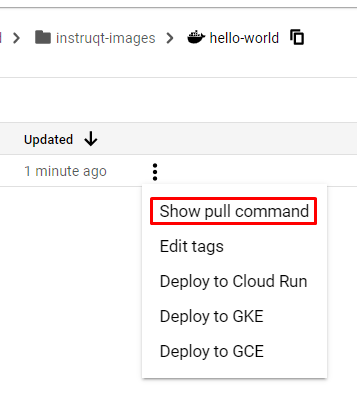 instruqt-images > hello-world
Updated
1 minute ago
Show pull command
Edit tags
Deploy to Cloud Run
Deploy to GKE
Deploy to GCE